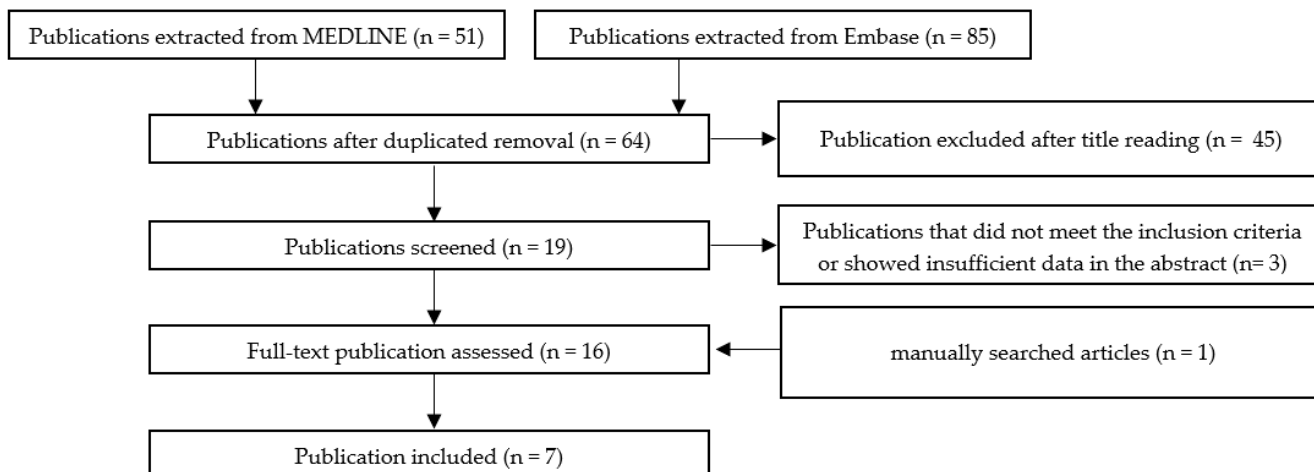 Publications extracted from MEDLINE (n = 51)
Publications extracted from Embase (n = 85)
Publications after duplicated removal (n = 64)
Publication excluded after title reading (n = 45)
Publications screened (n = 19)
Publications that did not meet the inclusion criteria
or showed insufficient data in the abstract (n= 3)
Full-text publication assessed (n = 16)
manually searched articles (n = 1)
Publication included (n = 7)